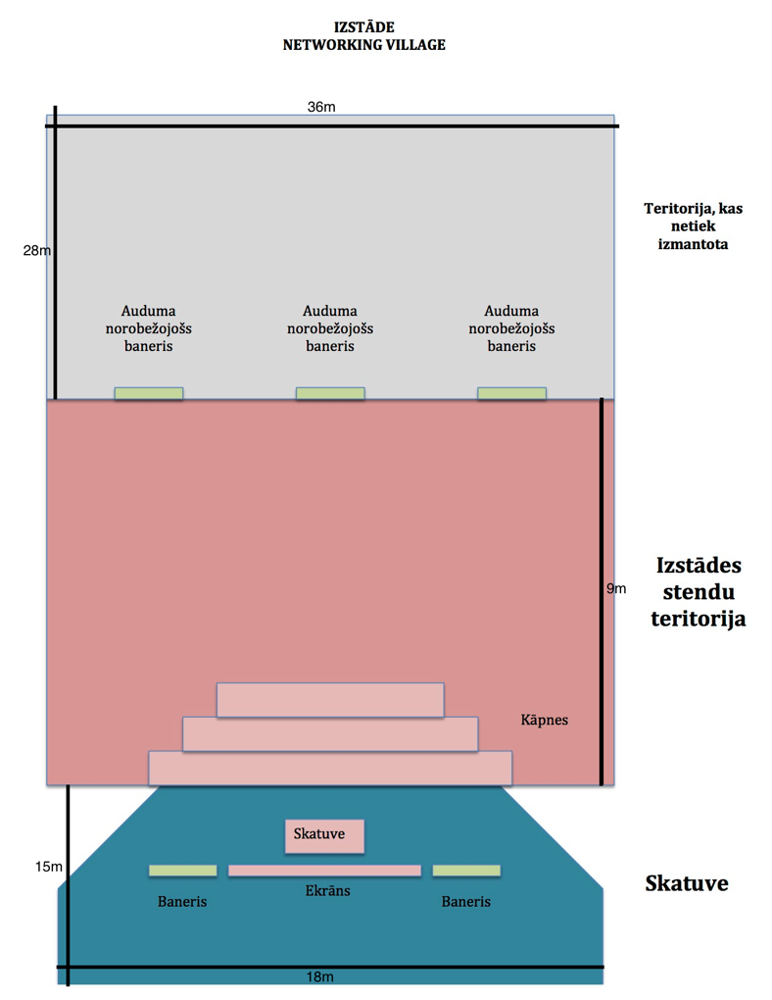 IZSTĀDE
NETWORKING VILLAGE
36m
Teritorija, kas
netiek
izmantota
28m
Auduma
norobežojošs
baneris
Auduma
norobežojošs
baneris
Auduma
norobežojošs
baneris
Izstādes
stendu
teritorija
9m
Kāpnes
Skatuve
15m
Skatuve
Ekrāns
Baneris
Baneris
18m